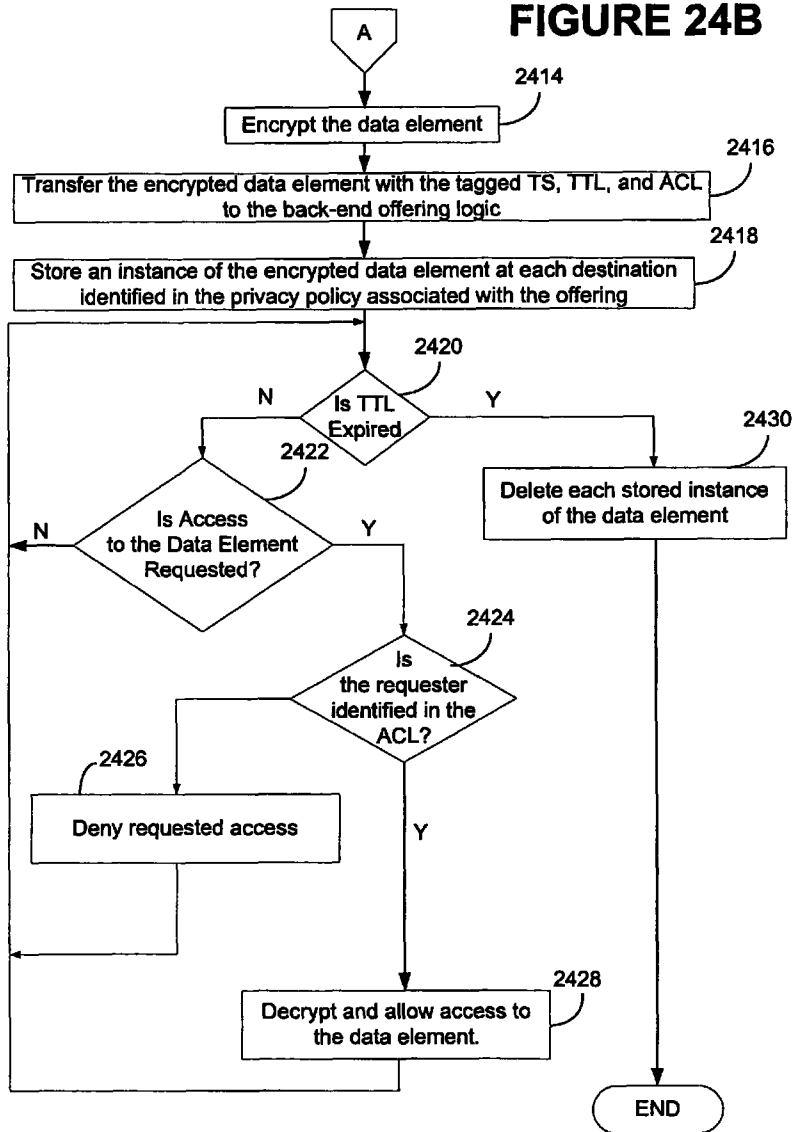 FIGURE 24B
A
2414
Encrypt the data element
2416
Transfer the encrypted data element with the tagged TS, TTL, and ACL
to the back-end offering logic
2418
Store an instance of the encrypted data element at each destination
identified in the privacy policy associated with the offering
2420
N
Is TTL
Expired
Y
2422
2430
Delete each stored instance
of the data element
N
Is Access
to the Data Element
Requested?
Y
2424
Is
the requester
identified in the
ACL?
2426
Deny requested access
Y
2428
Decrypt and allow access to
the data element.
END